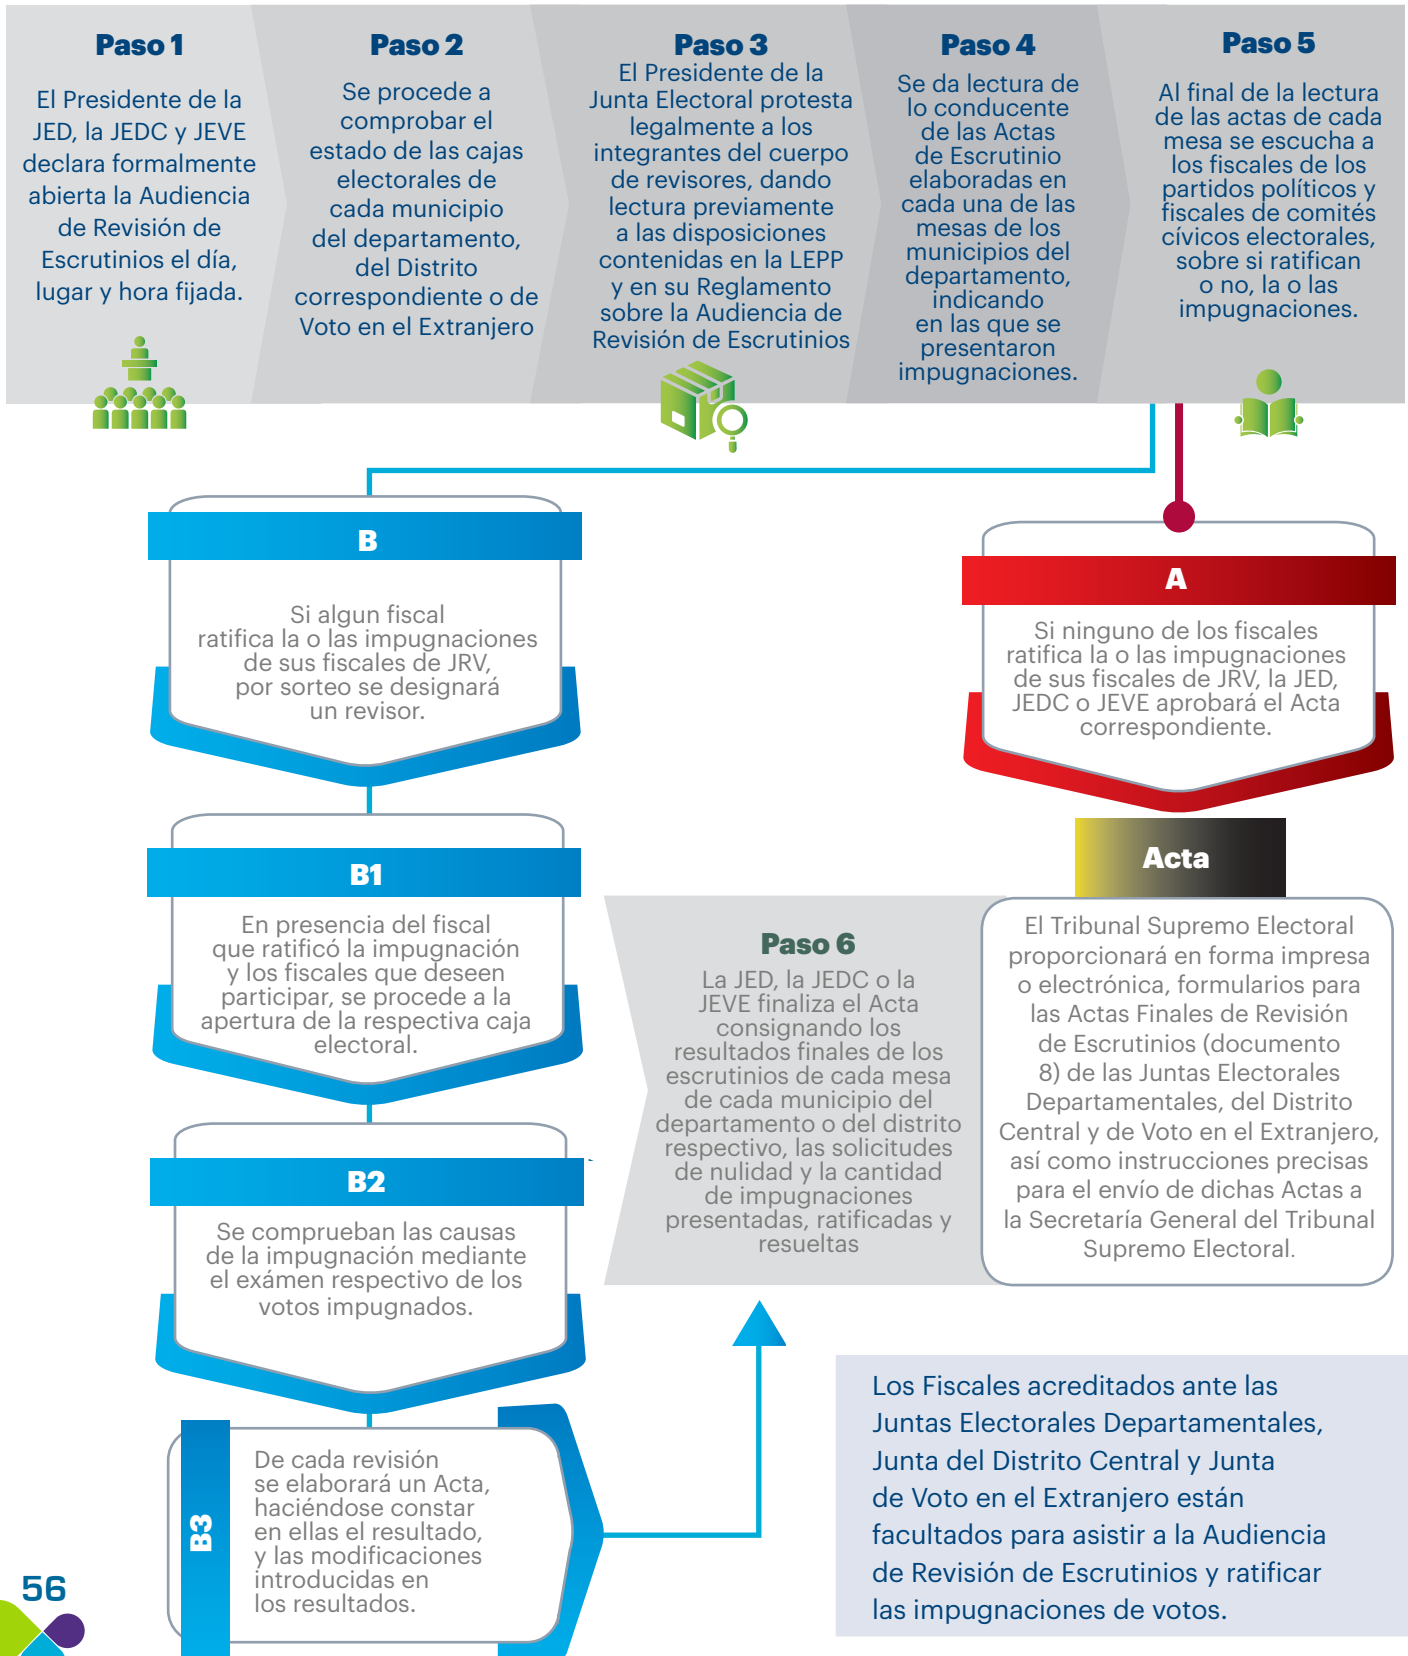 Paso 1
El Presidente de la
JED, la JEDC y JEVE
declara formalmente
abierta la Audiencia
de Revisión de
Escrutinios el día,
lugar y hora fijada.
Paso 2
Se procede a
comprobar el
estado de las cajas
electorales de
cada municipio
del departamento,
del Distrito
correspondiente o de
Voto en el Extranjero
Paso 3
El Presidente de la
Junta Electoral protesta
legalmente a los
integrantes del cuerpo
de revisores, dando
lectura previamente
a las disposiciones
contenidas en la LEPP
y en su Reglamento
sobre la Audiencia de
Revisión de Escrutinios
Paso 4
Se da lectura de
lo conducente
de las Actas
de Escrutinio
elaboradas en
cada una de las
mesas de los
municipios del
departamento,
indicando
en las que se
presentaron
impugnaciones.
Paso 5
Al final de la lectura
de las actas de cada
mesa se escucha a
los fiscales de los
partidos políticos y
fiscales de comités
cívicos electorales,
sobre si ratifican
o no, la o las
impugnaciones.
B
Si algun fiscal
ratifica la o las impugnaciones
de sus fiscales de JRV,
por sorteo se designará
un revisor.
A
Si ninguno de los fiscales
ratifica la o las impugnaciones
de sus fiscales de JRV, la JED,
JEDC o JEVE aprobará el Acta
correspondiente.
B1
En presencia del fiscal
que ratificó la impugnación
y los fiscales que deseen
participar, se procede a la
apertura de la respectiva caja
electoral.
B2
Se comprueban las causas
de la impugnación mediante
el exámen respectivo de los
votos impugnados.
B3
De cada revisión
se elaborará un Acta,
haciéndose constar
en ellas el resultado,
y las modificaciones
introducidas en
los resultados.
Paso 6
La JED, la JEDC o la
JEVE finaliza el Acta
consignando los
resultados finales de los
escrutinios de cada mesa
de cada municipio del
departamento o del distrito
respectivo, las solicitudes
de nulidad y la cantidad
de impugnaciones
presentadas, ratificadas y
resueltas
Acta
El Tribunal Supremo Electoral
proporcionará en forma impresa
o electrónica, formularios para
las Actas Finales de Revisión
de Escrutinios (documento
8) de las Juntas Electorales
Departamentales, del Distrito
Central y de Voto en el Extranjero,
así como instrucciones precisas
para el envío de dichas Actas a
la Secretaría General del Tribunal
Supremo Electoral.
Los Fiscales acreditados ante las
Juntas Electorales Departamentales,
Junta del Distrito Central y Junta
de Voto en el Extranjero están
facultados para asistir a la Audiencia
de Revisión de Escrutinios y ratificar
las impugnaciones de votos.
56